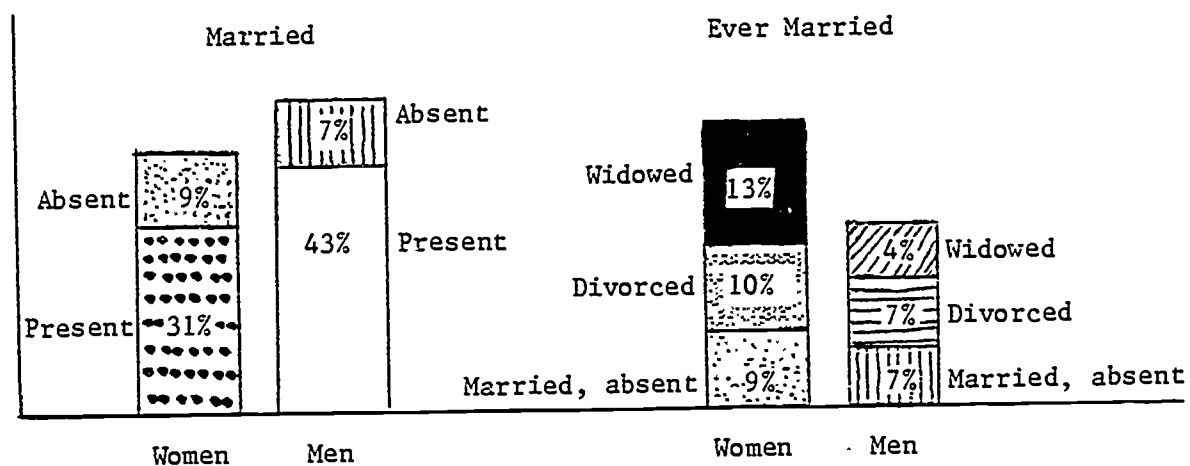 Married
Ever Married
7%
Absent
Absent
9%
43%
Present
Present
31%
Women
Men
Widowed
13%
Divorced
10%
Married, absent
9%
4%
Widowed
7%
Divorced
7%
Married, absent
Women
Men